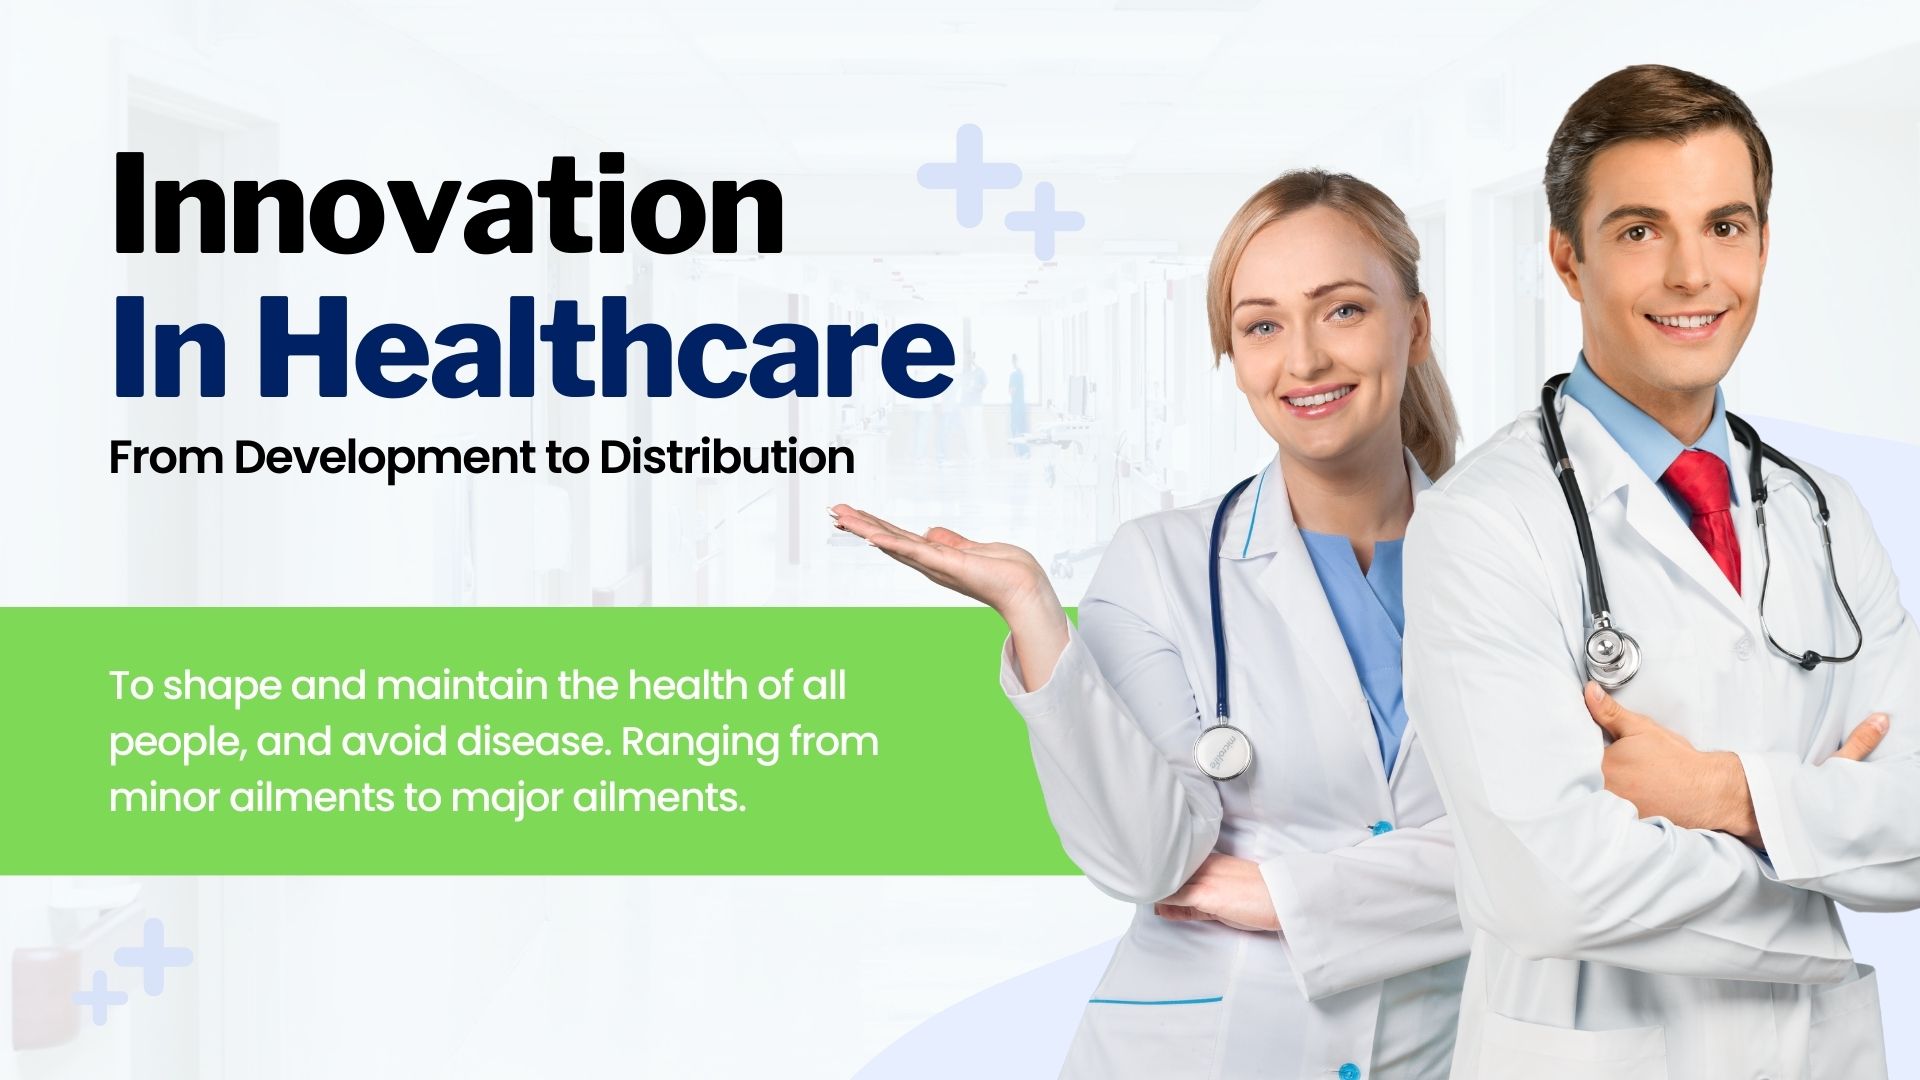 Innovation
In Healthcare
From Development to Distribution
To shape and maintain the health of all
people, and avoid disease. Ranging from
minor ailments to major ailments.
microlife